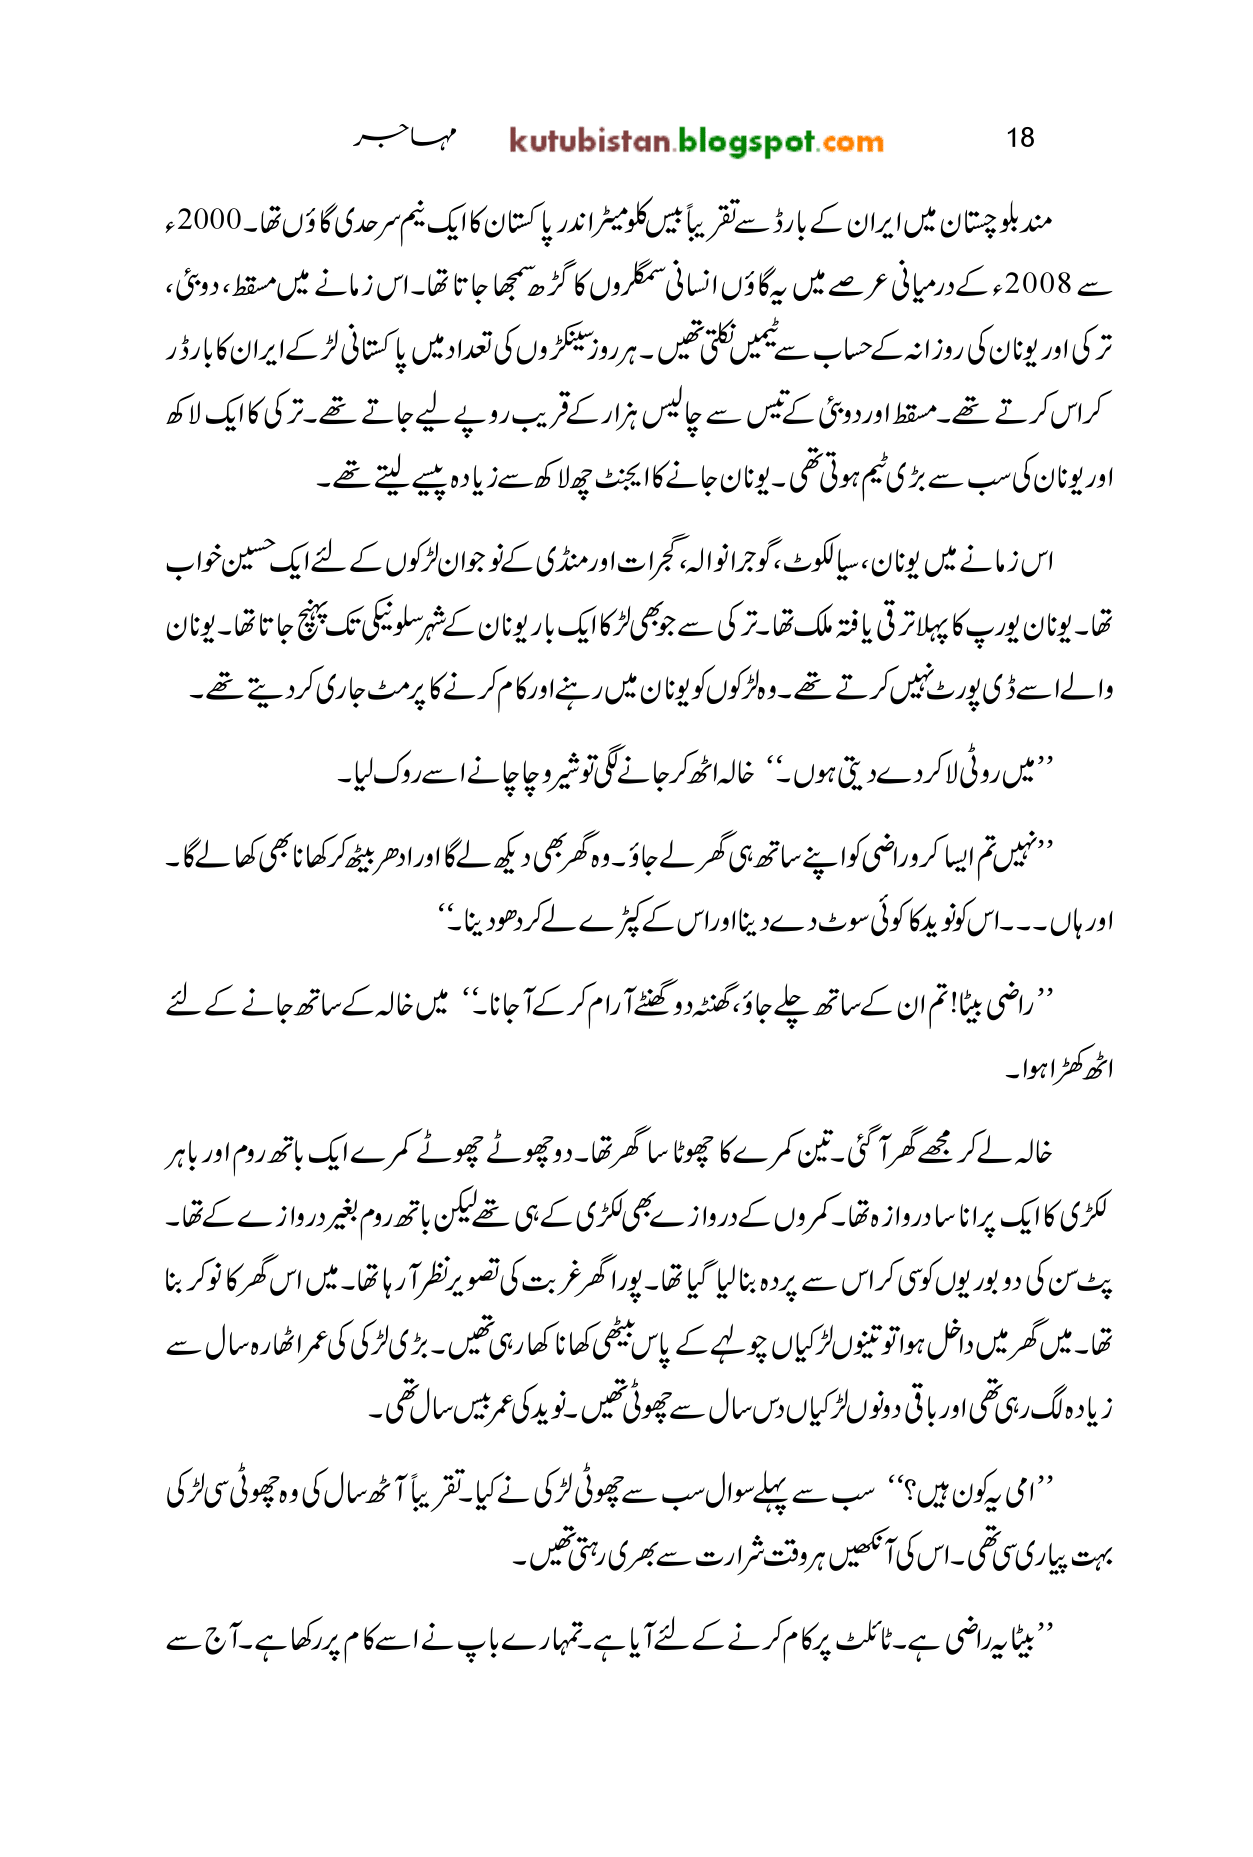 18 kutubistan.blogspot.com مہاجر
مند بلوچستان میں ایران کے بارڈ سے تقریباً بیس کلومیٹر اندر پاکستان کا ایک نیم سرحدی گاؤں تھا۔ 2000ء
سے 2008ء کے درمیانی عرصے میں یہ گاؤں انسانی سمگلروں کا گڑھ سمجھا جاتا تھا۔ اس زمانے میں مسقط، دوبئی،
ترکی اور یونان کی روزانہ کے حساب سے ٹیمیں نکلتی تھیں۔ ہر روز سینکڑوں کی تعداد میں پاکستانی لڑکے ایران کا بارڈر
کراس کرتے تھے۔ مسقط اور دوبئی کے تیس سے چالیس ہزار کے قریب روپے لیے جاتے تھے۔ ترکی کا ایک لاکھ
اور یونان کی سب سے بڑی ٹیم ہوتی تھی۔ یونان جانے کا ایجنٹ چھ لاکھ سے زیادہ پیسے لیتے تھے۔
اس زمانے میں یونان، سیالکوٹ، گوجرانوالہ، گجرات اور منڈی کے نوجوان لڑکوں کے لئے ایک حسین خواب
تھا۔ یونان یورپ کا پہلا ترقی یافتہ ملک تھا۔ ترکی سے جو بھی لڑکا ایک بار یونان کے شہر سلونیکی تک پہنچ جاتا تھا۔ یونان
والے اسے ڈی پورٹ نہیں کرتے تھے۔ وہ لڑکوں کو یونان میں رہنے اور کام کرنے کا پرمٹ جاری کر دیتے تھے۔
’’میں روٹی لا کر دے دیتی ہوں۔‘‘ خالہ اٹھ کر جانے لگی تو شیرو چاچا نے اسے روک لیا۔
’’نہیں تم ایسا کرو راضی کو اپنے ساتھ ہی گھر لے جاؤ۔ وہ گھر بھی دیکھ لے گا اور ادھر بیٹھ کر کھانا بھی کھا لے گا۔
اور ہاں۔۔۔ اس کو نوید کا کوئی سوٹ دے دینا اور اس کے کپڑے لے کر دھو دینا۔‘‘
’’راضی بیٹا! تم ان کے ساتھ چلے جاؤ، گھنٹہ دو گھنٹے آرام کر کے آ جانا۔‘‘ میں خالہ کے ساتھ جانے کے لئے
اٹھ کھڑا ہوا۔
خالہ لے کر مجھے گھر آ گئی۔ تین کمرے کا چھوٹا سا گھر تھا۔ دو چھوٹے چھوٹے کمرے ایک باتھ روم اور باہر
لکڑی کا ایک پرانا سا دروازہ تھا۔ کمروں کے دروازے بھی لکڑی کے ہی تھے لیکن باتھ روم بغیر دروازے کے تھا۔
پٹ سن کی دو بوریوں کو سی کر اس سے پردہ بنا لیا گیا تھا۔ پورا گھر غربت کی تصویر نظر آ رہا تھا۔ میں اس گھر کا نوکر بنا
تھا۔ میں گھر میں داخل ہوا تو تینوں لڑکیاں چولہے کے پاس بیٹھی کھانا کھا رہی تھیں۔ بڑی لڑکی کی عمر اٹھارہ سال سے
زیادہ لگ رہی تھی اور باقی دونوں لڑکیاں دس سال سے چھوٹی تھیں۔ نوید کی عمر بیس سال تھی۔
’’امی یہ کون ہیں؟‘‘ سب سے پہلے سوال سب سے چھوٹی لڑکی نے کیا۔ تقریباً آٹھ سال کی وہ چھوٹی سی لڑکی
بہت پیاری سی تھی۔ اس کی آنکھیں ہر وقت شرارت سے بھری رہتی تھیں۔
’’بیٹا یہ راضی ہے۔ ٹائلٹ پر کام کرنے کے لئے آیا ہے۔ تمہارے باپ نے اسے کام پر رکھا ہے۔ آج سے